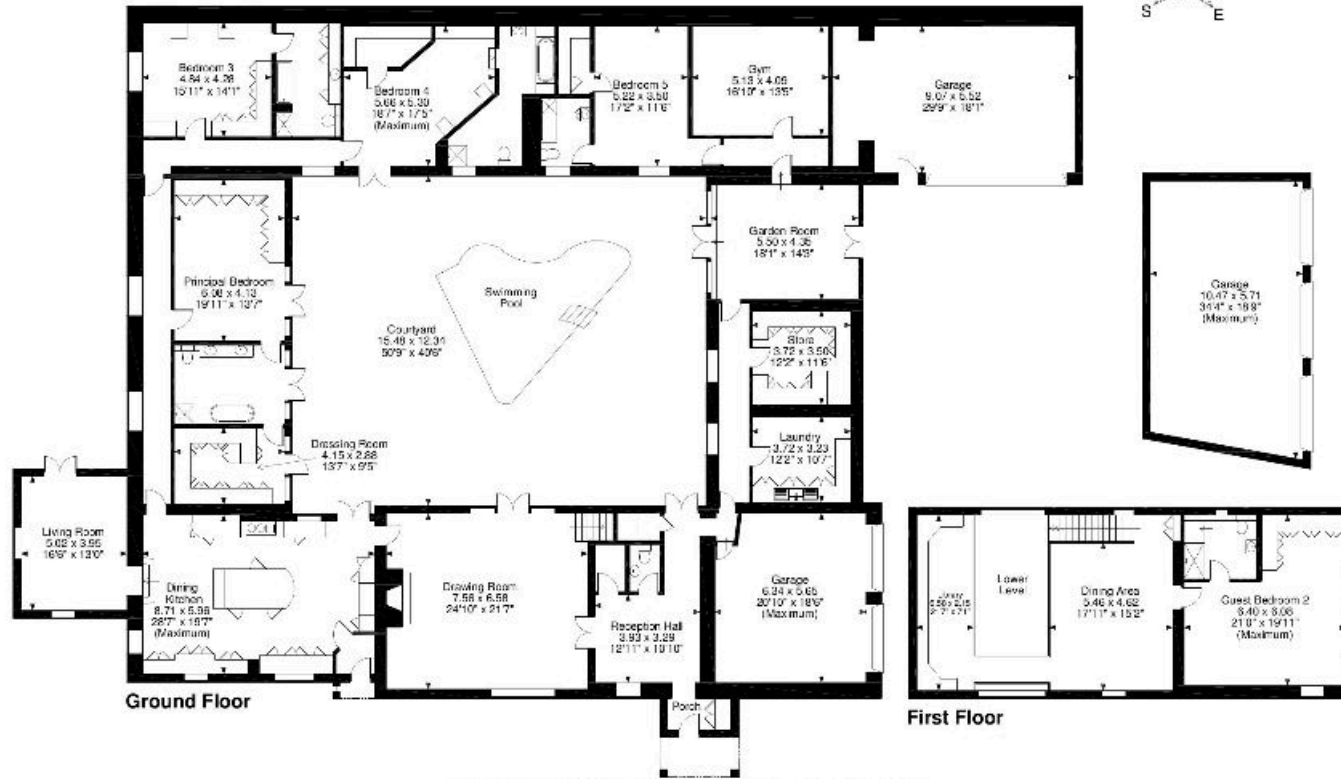 S
E
Bedroom 3
4.84 x 4.28
15'11" x 14'1"
Bedroom 4
5.66 x 5.30
18'7" x 17'5"
(Maximum)
Bedroom 5
5.22 x 3.50
17'2" x 11'6"
Gym
5.13 x 4.09
16'10" x 13'5"
Garage
9.07 x 5.52
29'9" x 18'1"
Garden Room
5.50 x 4.35
18'1" x 14'3"
Garage
10.47 x 5.71
34'4" x 18'9"
(Maximum)
Principal Bedroom
6.08 x 4.13
19'11" x 13'7"
Swimming
Pool
Courtyard
15.48 x 12.34
50'9" x 40'6"
Store
3.72 x 3.50
12'2" x 11'6"
Dressing Room
4.15 x 2.88
13'7" x 9'5"
Laundry
3.72 x 3.23
12'2" x 10'7"
Living Room
5.02 x 3.95
16'6" x 13'0"
Dining
Kitchen
8.71 x 5.96
28'7" x 19'7"
(Maximum)
Drawing Room
7.56 x 6.58
24'10" x 21'7"
Reception Hall
3.93 x 3.29
12'11" x 10'10"
Garage
6.34 x 5.65
20'10" x 18'6"
(Maximum)
Library
Lower
Level
Dining Area
5.46 x 4.62
17'11" x 15'2"
Guest Bedroom 2
6.40 x 6.08
21'0" x 19'11"
(Maximum)
Porch
Ground Floor
First Floor